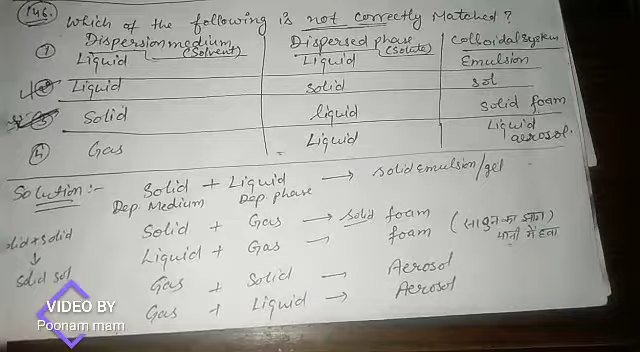 146. Which of the following is not correctly Matched?
Dispersion medium (Solvent) Dispersed phase (Solute) Colloidal system
① Liquid Liquid Emulsion
② Liquid solid sol
③ Solid liquid solid foam
④ Gas Liquid Liquid aerosol.
Solution:- Solid + Liquid → solid emulsion/gel
Dep. Medium Dep. phase
Solid + Gas → solid foam
Liquid + Gas → foam (साबुन का झाग) पानी में हवा
olid+solid
↓
solid sol
Gas + Solid → Aerosol
Gas + Liquid → Aerosol
VIDEO BY
Poonam mam